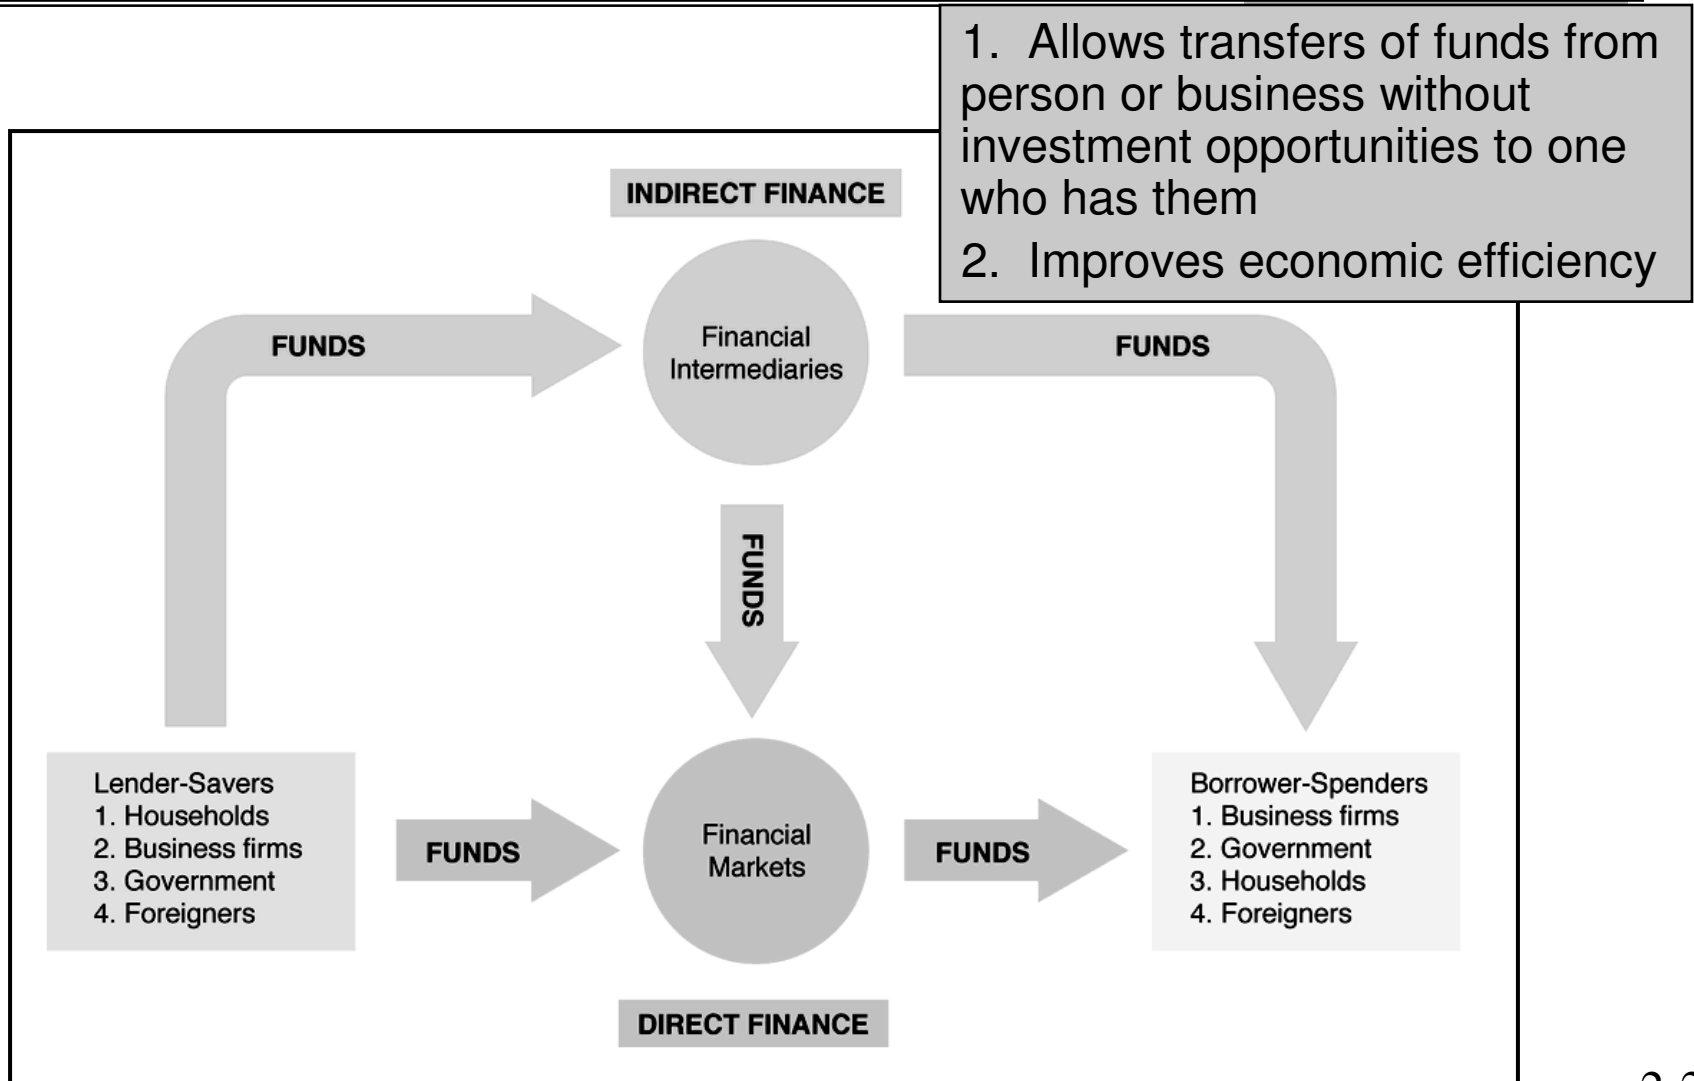 1. Allows transfers of funds from
person or business without
investment opportunities to one
who has them
2. Improves economic efficiency
INDIRECT FINANCE
FUNDS
Financial
Intermediaries
FUNDS
FUNDS
Lender-Savers
1. Households
2. Business firms
3. Government
4. Foreigners
FUNDS
Financial
Markets
FUNDS
Borrower-Spenders
1. Business firms
2. Government
3. Households
4. Foreigners
DIRECT FINANCE